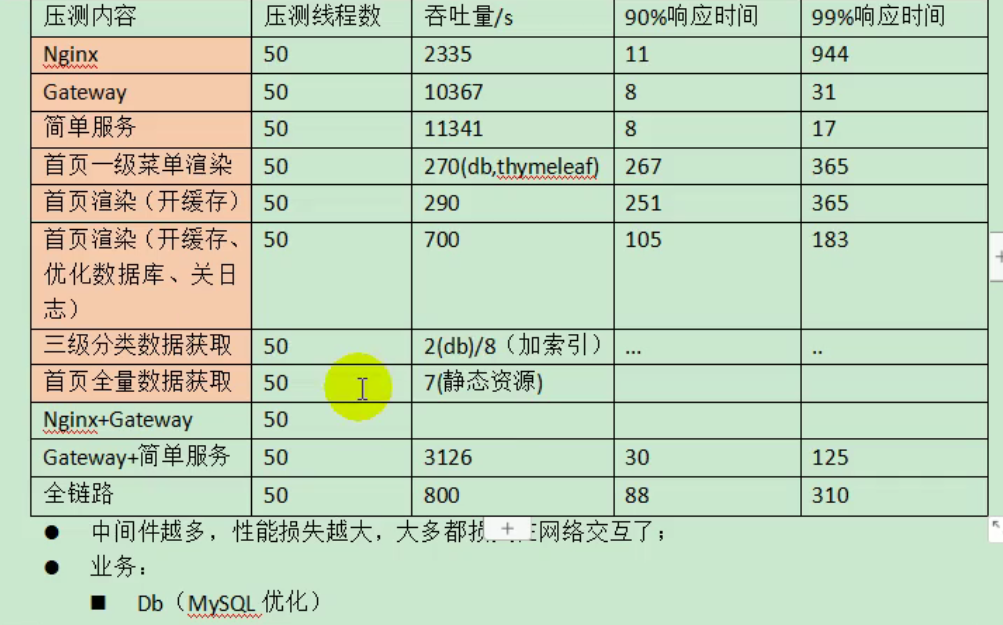 压测内容 压测线程数 吞吐量/s 90%响应时间 99%响应时间
Nginx 50 2335 11 944
Gateway 50 10367 8 31
简单服务 50 11341 8 17
首页一级菜单渲染 50 270(db,thymeleaf) 267 365
首页渲染（开缓存） 50 290 251 365
首页渲染（开缓存、 50 700 105 183
优化数据库、关日
志）
三级分类数据获取 50 2(db)/8（加索引） ... ..
首页全量数据获取 50 7(静态资源)
Nginx+Gateway 50
Gateway+简单服务 50 3126 30 125
全链路 50 800 88 310
● 中间件越多，性能损失越大，大多都损 网络交互了；
● 业务：
■ Db（MySQL 优化）